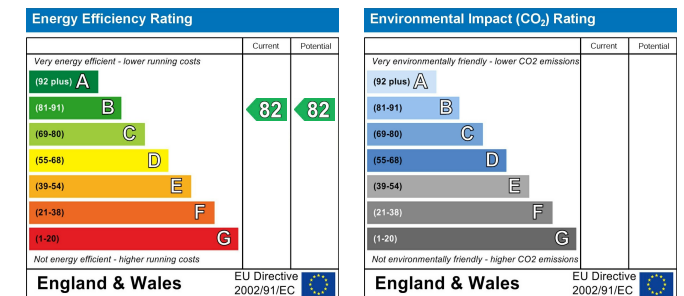 Energy Efficiency Rating
Current Potential
Very energy efficient - lower running costs
(92 plus) A
(81-91) B 82 82
(69-80) C
(55-68) D
(39-54) E
(21-38) F
(1-20) G
Not energy efficient - higher running costs
England & Wales EU Directive
2002/91/EC
Environmental Impact (CO₂) Rating
Current Potential
Very environmentally friendly - lower CO2 emissions
(92 plus) A
(81-91) B
(69-80) C
(55-68) D
(39-54) E
(21-38) F
(1-20) G
Not environmentally friendly - higher CO2 emissions
England & Wales EU Directive
2002/91/EC